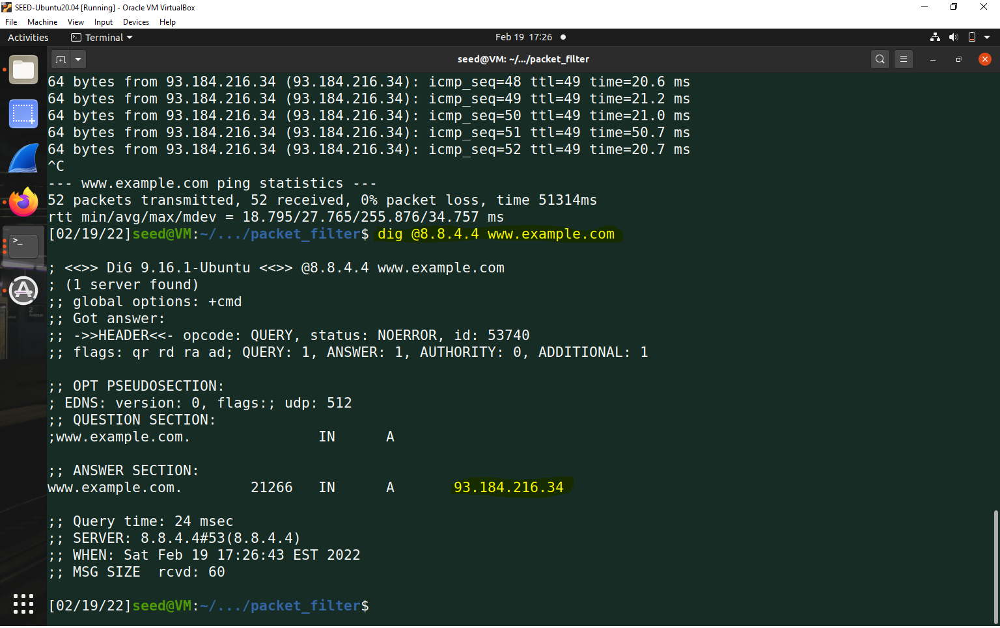 SEED-Ubuntu20.04 [Running] - Oracle VM VirtualBox
File Machine View Input Devices Help
Activities Terminal Feb 19 17:26
seed@VM: ~/.../packet_filter
64 bytes from 93.184.216.34 (93.184.216.34): icmp_seq=48 ttl=49 time=20.6 ms
64 bytes from 93.184.216.34 (93.184.216.34): icmp_seq=49 ttl=49 time=21.2 ms
64 bytes from 93.184.216.34 (93.184.216.34): icmp_seq=50 ttl=49 time=21.0 ms
64 bytes from 93.184.216.34 (93.184.216.34): icmp_seq=51 ttl=49 time=50.7 ms
64 bytes from 93.184.216.34 (93.184.216.34): icmp_seq=52 ttl=49 time=20.7 ms
^C
--- www.example.com ping statistics ---
52 packets transmitted, 52 received, 0% packet loss, time 51314ms
rtt min/avg/max/mdev = 18.795/27.765/255.876/34.757 ms
[02/19/22]seed@VM:~/.../packet_filter$ dig @8.8.4.4 www.example.com
; <<>> DiG 9.16.1-Ubuntu <<>> @8.8.4.4 www.example.com
; (1 server found)
;; global options: +cmd
;; Got answer:
;; ->>HEADER<<- opcode: QUERY, status: NOERROR, id: 53740
;; flags: qr rd ra ad; QUERY: 1, ANSWER: 1, AUTHORITY: 0, ADDITIONAL: 1
;; OPT PSEUDOSECTION:
; EDNS: version: 0, flags:; udp: 512
;; QUESTION SECTION:
;www.example.com. IN A
;; ANSWER SECTION:
www.example.com. 21266 IN A 93.184.216.34
;; Query time: 24 msec
;; SERVER: 8.8.4.4#53(8.8.4.4)
;; WHEN: Sat Feb 19 17:26:43 EST 2022
;; MSG SIZE  rcvd: 60
[02/19/22]seed@VM:~/.../packet_filter$